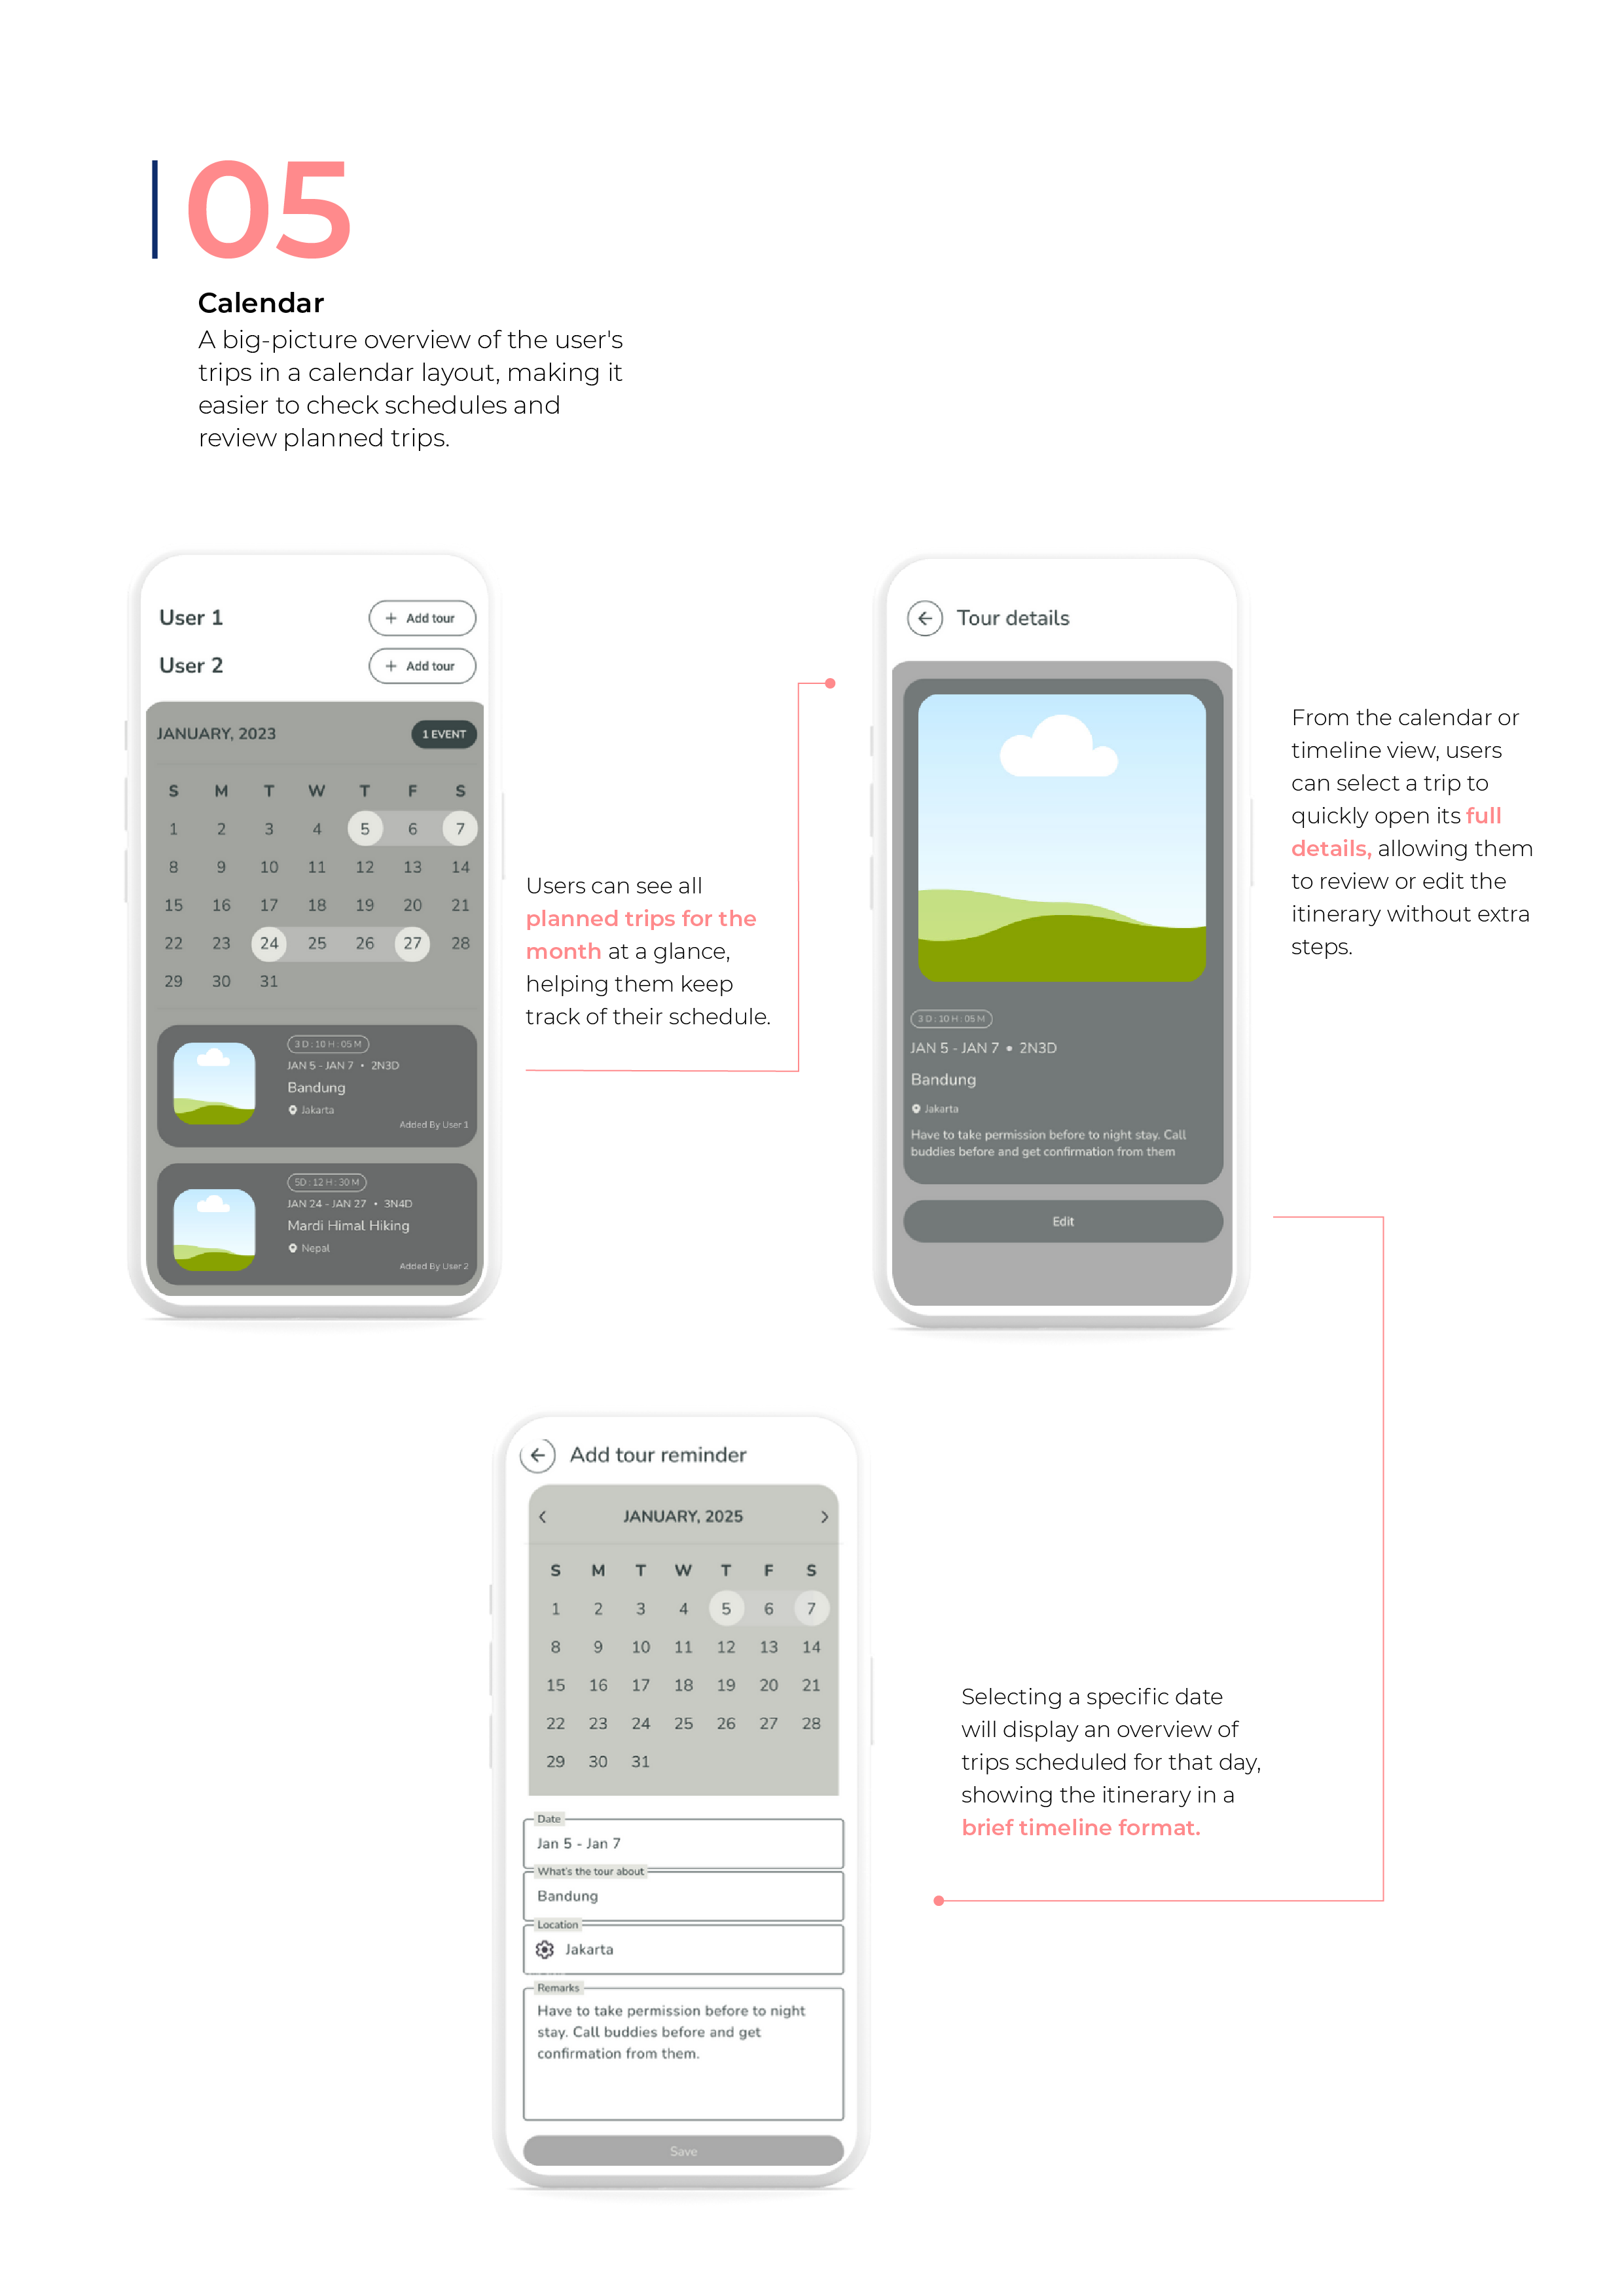 05
Calendar
A big-picture overview of the user's
trips in a calendar layout, making it
easier to check schedules and
review planned trips.
User 1
+ Add tour
User 2
+ Add tour
JANUARY, 2023
1 EVENT
S M T W T F S
1 2 3 4 5 6 7
8 9 10 11 12 13 14
15 16 17 18 19 20 21
22 23 24 25 26 27 28
29 30 31
3 D : 10 H : 05 M
JAN 5 - JAN 7 • 2N3D
Bandung
Jakarta
Added By User 1
5D : 12 H : 30 M
JAN 24 - JAN 27 • 3N4D
Mardi Himal Hiking
Nepal
Added By User 2
Users can see all
planned trips for the
month at a glance,
helping them keep
track of their schedule.
Tour details
3 D : 10 H : 05 M
JAN 5 - JAN 7 • 2N3D
Bandung
Jakarta
Have to take permission before to night stay. Call
buddies before and get confirmation from them
Edit
From the calendar or
timeline view, users
can select a trip to
quickly open its full
details, allowing them
to review or edit the
itinerary without extra
steps.
Add tour reminder
JANUARY, 2025
S M T W T F S
1 2 3 4 5 6 7
8 9 10 11 12 13 14
15 16 17 18 19 20 21
22 23 24 25 26 27 28
29 30 31
Date
Jan 5 - Jan 7
What's the tour about
Bandung
Location
Jakarta
Remarks
Have to take permission before to night
stay. Call buddies before and get
confirmation from them.
Save
Selecting a specific date
will display an overview of
trips scheduled for that day,
showing the itinerary in a
brief timeline format.